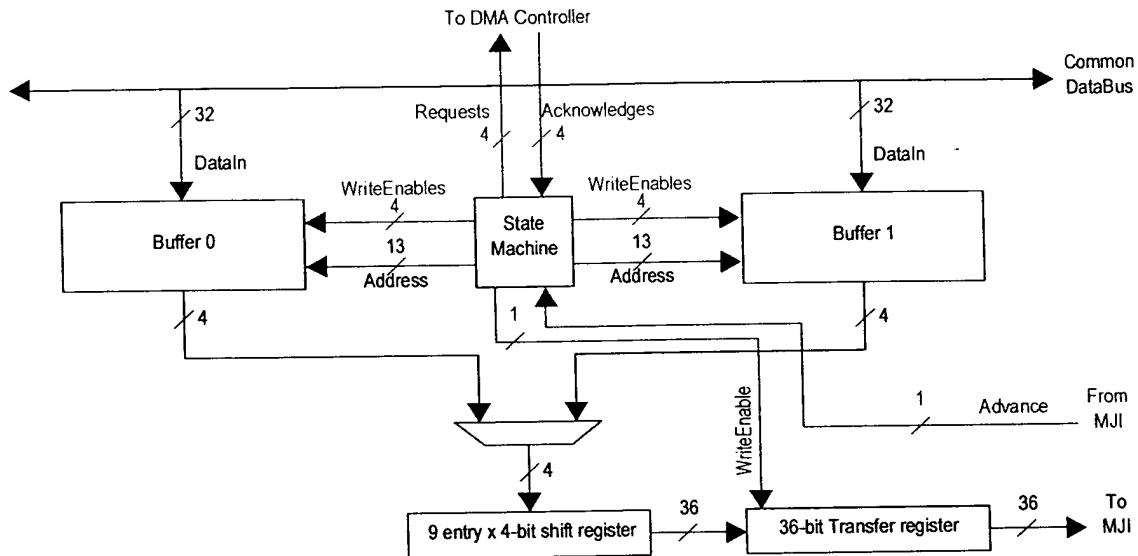 To DMA Controller
Common
DataBus
32
Requests
4
Acknowledges
4
32
DataIn
DataIn
WriteEnables
4
WriteEnables
4
Buffer 0
State
Machine
Buffer 1
13
Address
13
Address
4
1
4
1
Advance
From
MJI
WriteEnable
4
9 entry x 4-bit shift register
36
36-bit Transfer register
36
To
MJI